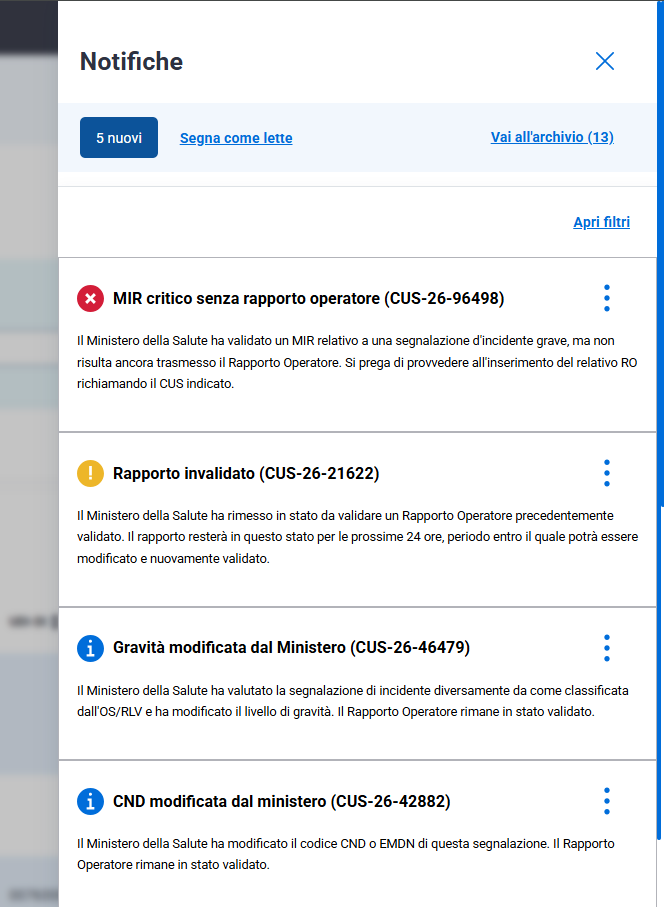 Notifiche
5 nuovi
Segna come lette
Vai all'archivio (13)
Apri filtri
MIR critico senza rapporto operatore (CUS-26-96498)
Il Ministero della Salute ha validato un MIR relativo a una segnalazione d'incidente grave, ma non
risulta ancora trasmesso il Rapporto Operatore. Si prega di provvedere all'inserimento del relativo RO
richiamando il CUS indicato.
Rapporto invalidato (CUS-26-21622)
Il Ministero della Salute ha rimesso in stato da validare un Rapporto Operatore precedentemente
validato. Il rapporto resterà in questo stato per le prossime 24 ore, periodo entro il quale potrà essere
modificato e nuovamente validato.
Gravità modificata dal Ministero (CUS-26-46479)
Il Ministero della Salute ha valutato la segnalazione di incidente diversamente da come classificata
dall'OS/RLV e ha modificato il livello di gravità. Il Rapporto Operatore rimane in stato validato.
CND modificata dal ministero (CUS-26-42882)
Il Ministero della Salute ha modificato il codice CND o EMDN di questa segnalazione. Il Rapporto
Operatore rimane in stato validato.